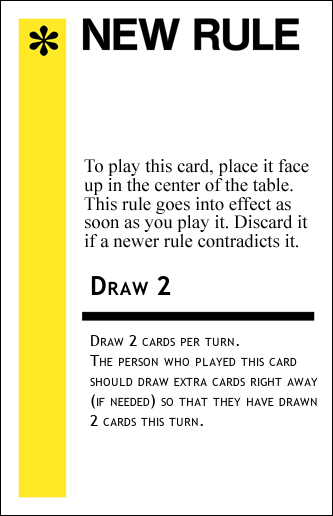 * NEW RULE
To play this card, place it face
up in the center of the table.
This rule goes into effect as
soon as you play it. Discard it
if a newer rule contradicts it.
Draw 2
Draw 2 cards per turn.
The person who played this card
should draw extra cards right away
(if needed) so that they have drawn
2 cards this turn.